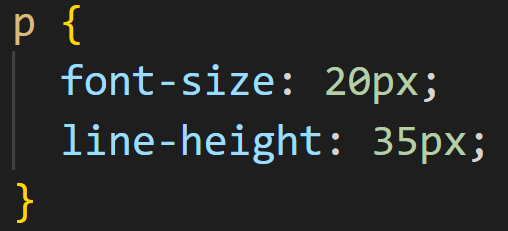 p {
  font-size: 20px;
  line-height: 35px;
}